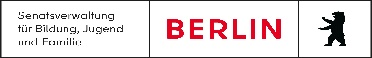 Senatsverwaltung
für Bildung, Jugend
und Familie
BERLIN